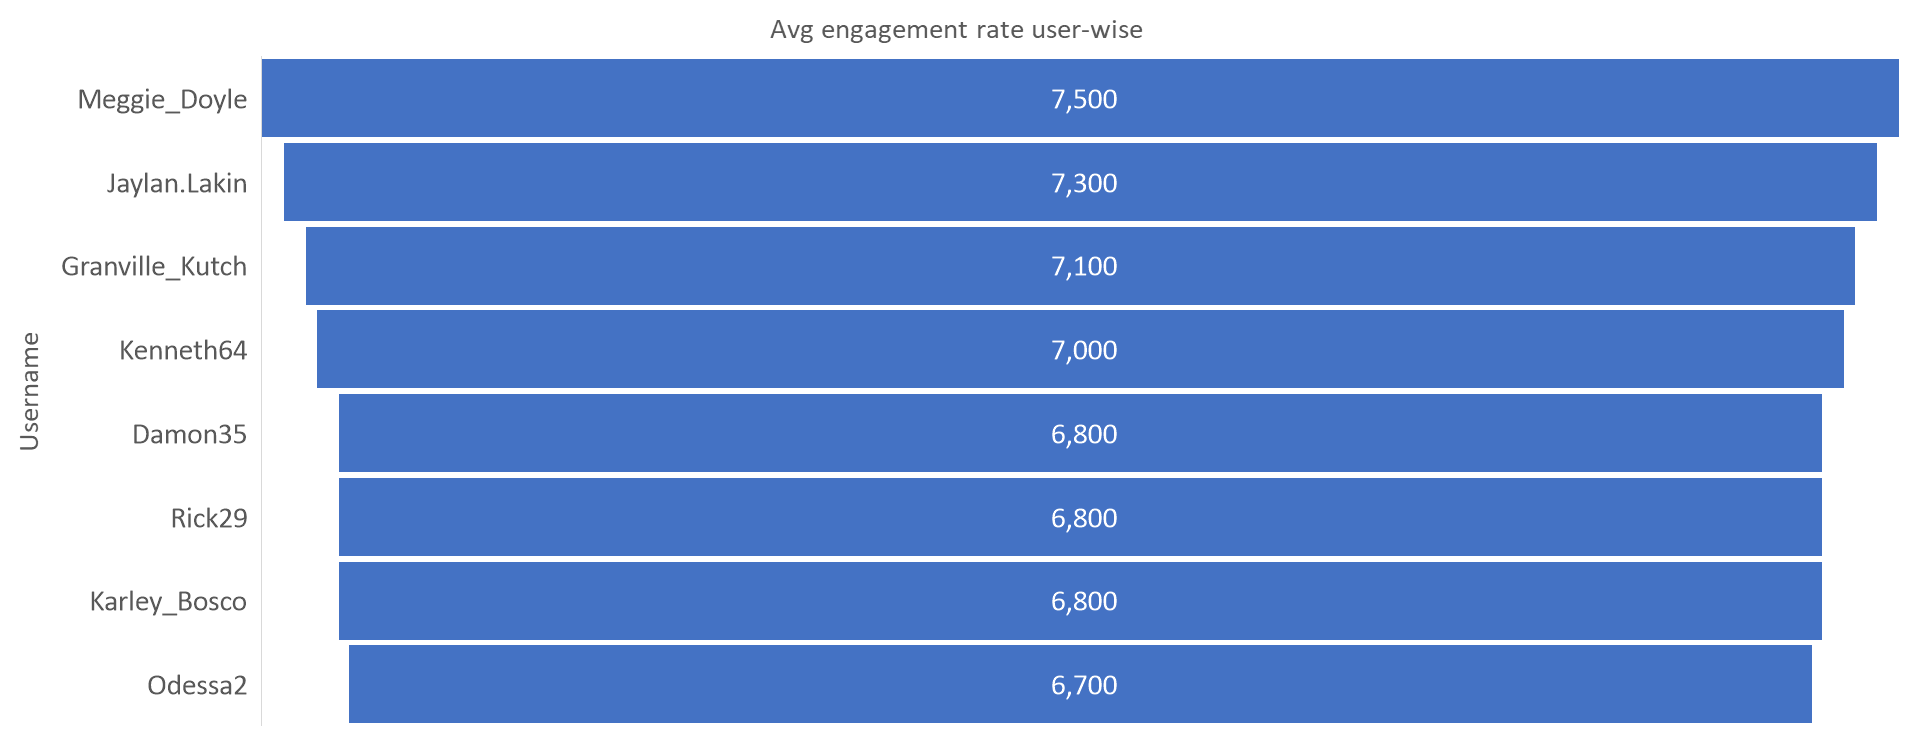 Avg engagement rate user-wise
Username
Meggie_Doyle 7,500
Jaylan.Lakin 7,300
Granville_Kutch 7,100
Kenneth64 7,000
Damon35 6,800
Rick29 6,800
Karley_Bosco 6,800
Odessa2 6,700